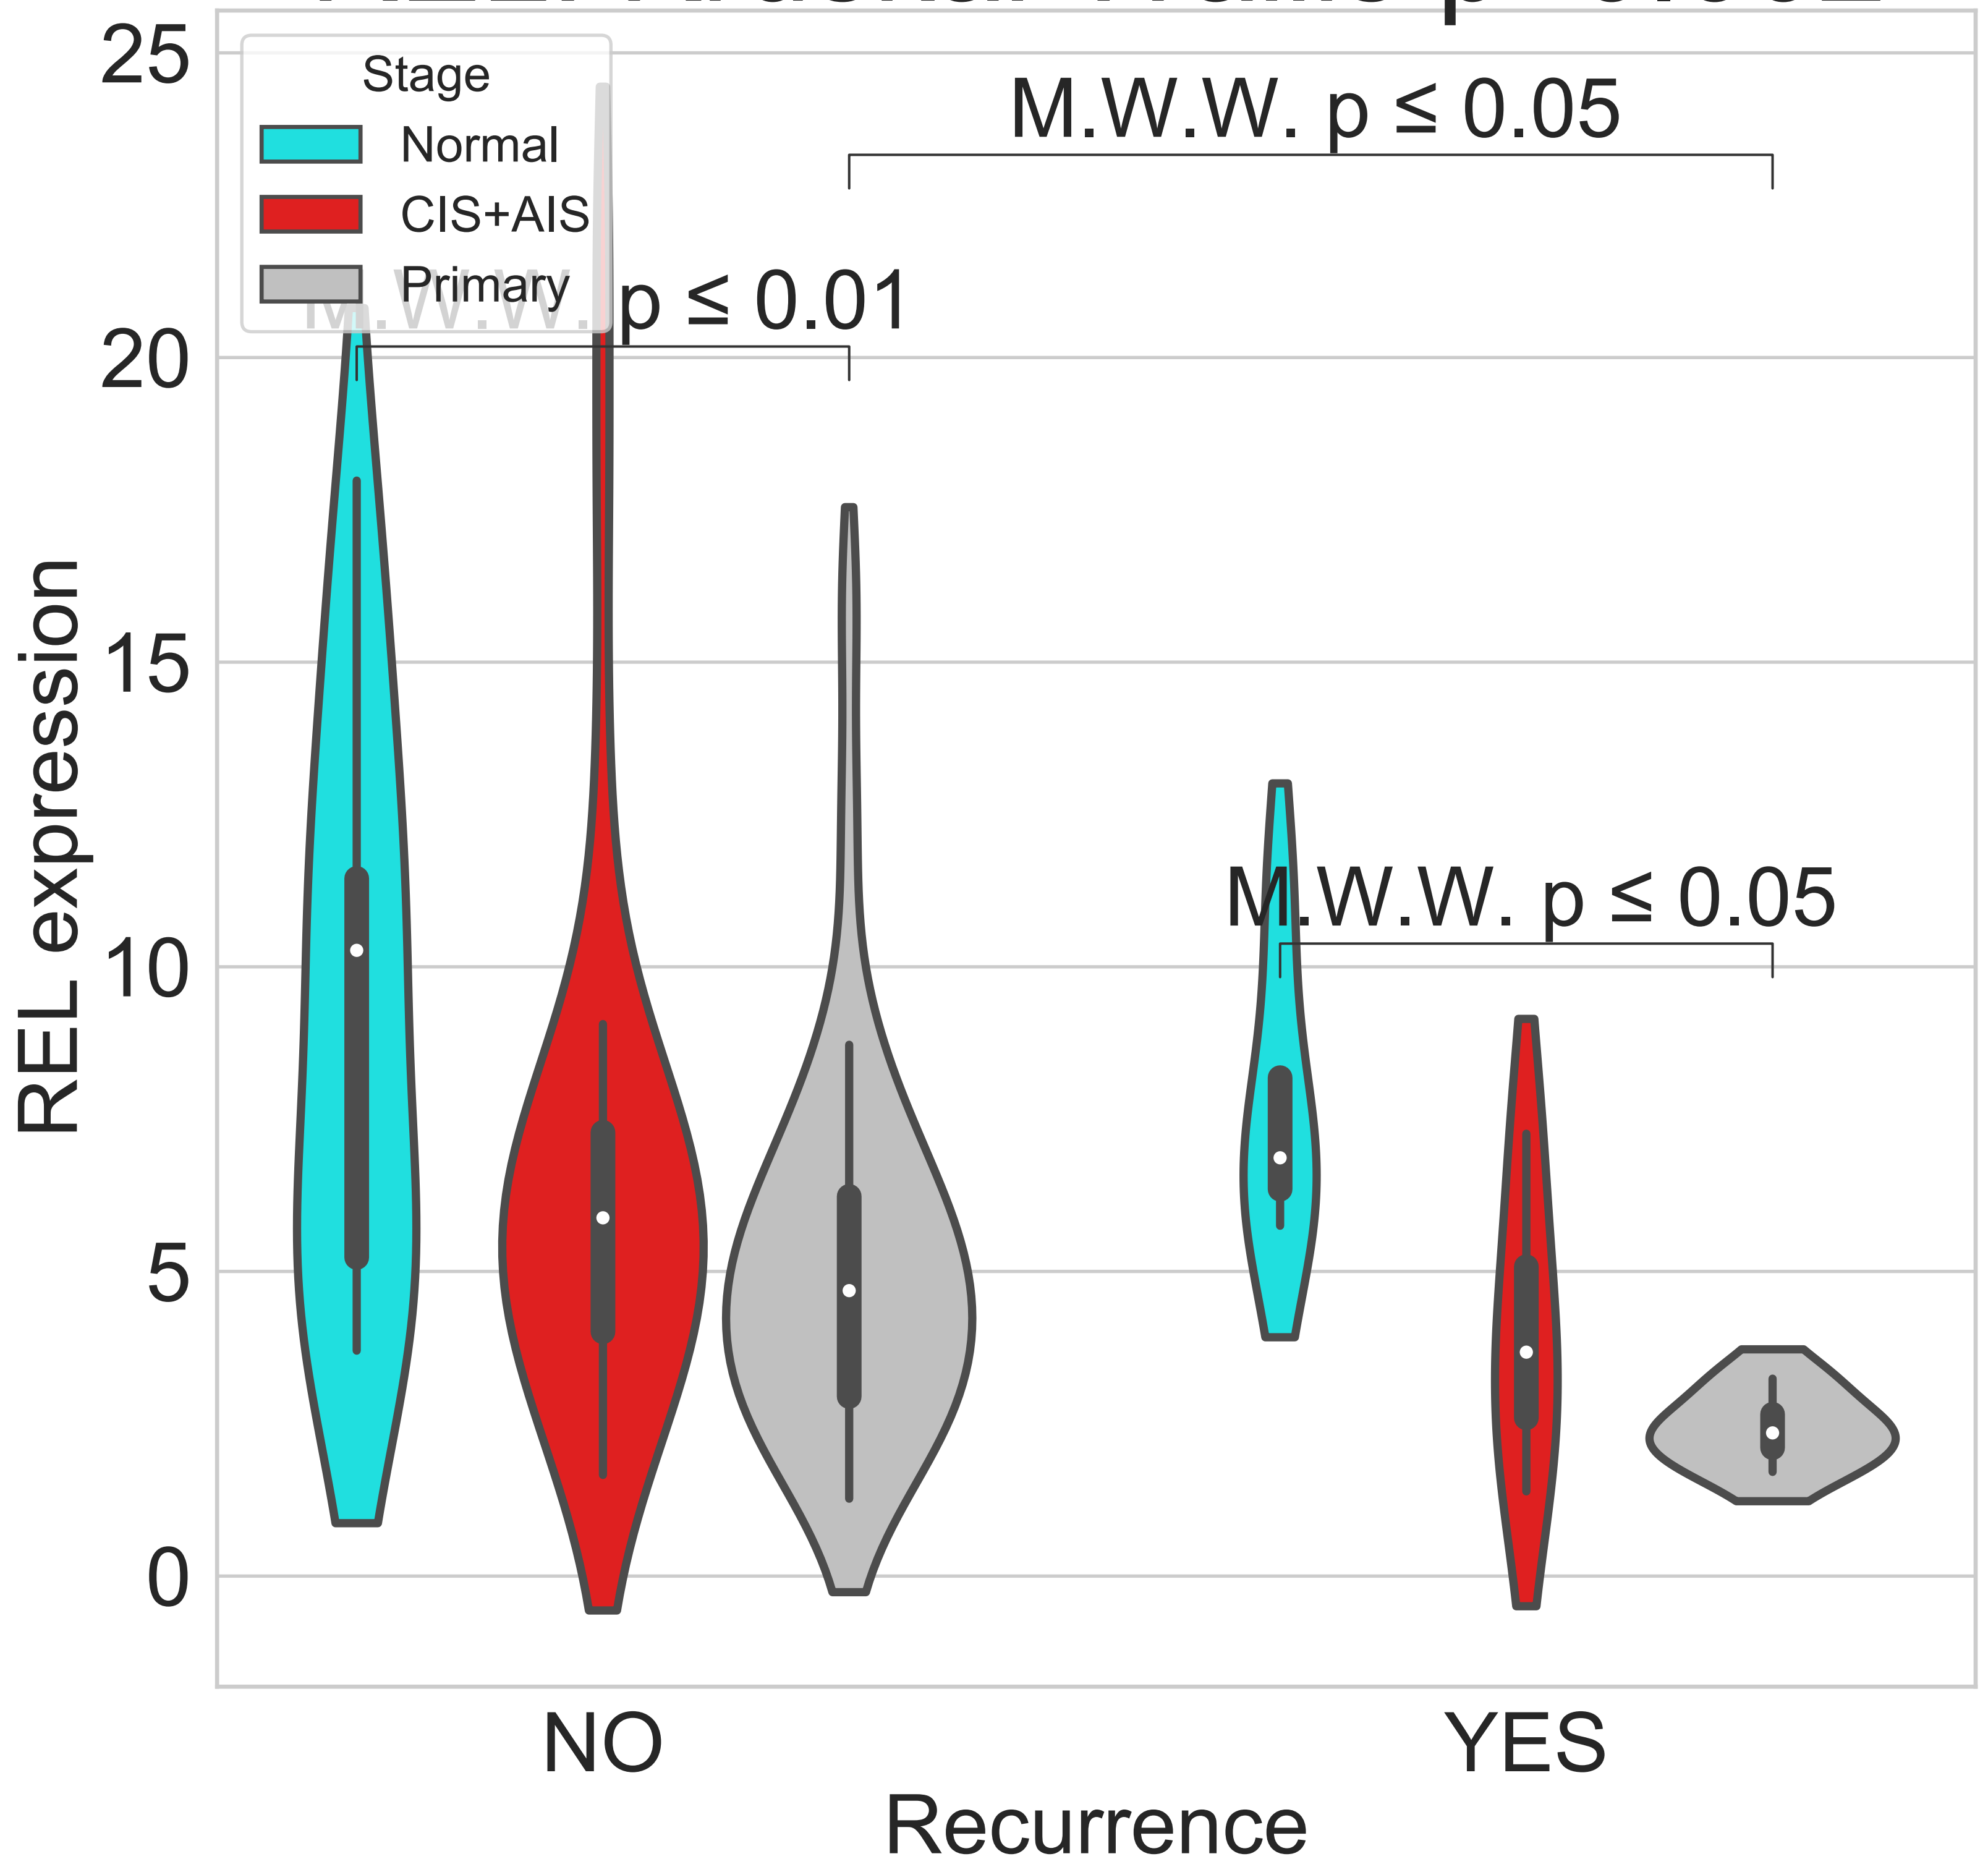 25
20
15
10
5
0
REL expression
Stage
Normal
CIS+AIS
Primary
M.W.W. p ≤ 0.05
M.W.W. p ≤ 0.01
M.W.W. p ≤ 0.05
NO
YES
Recurrence